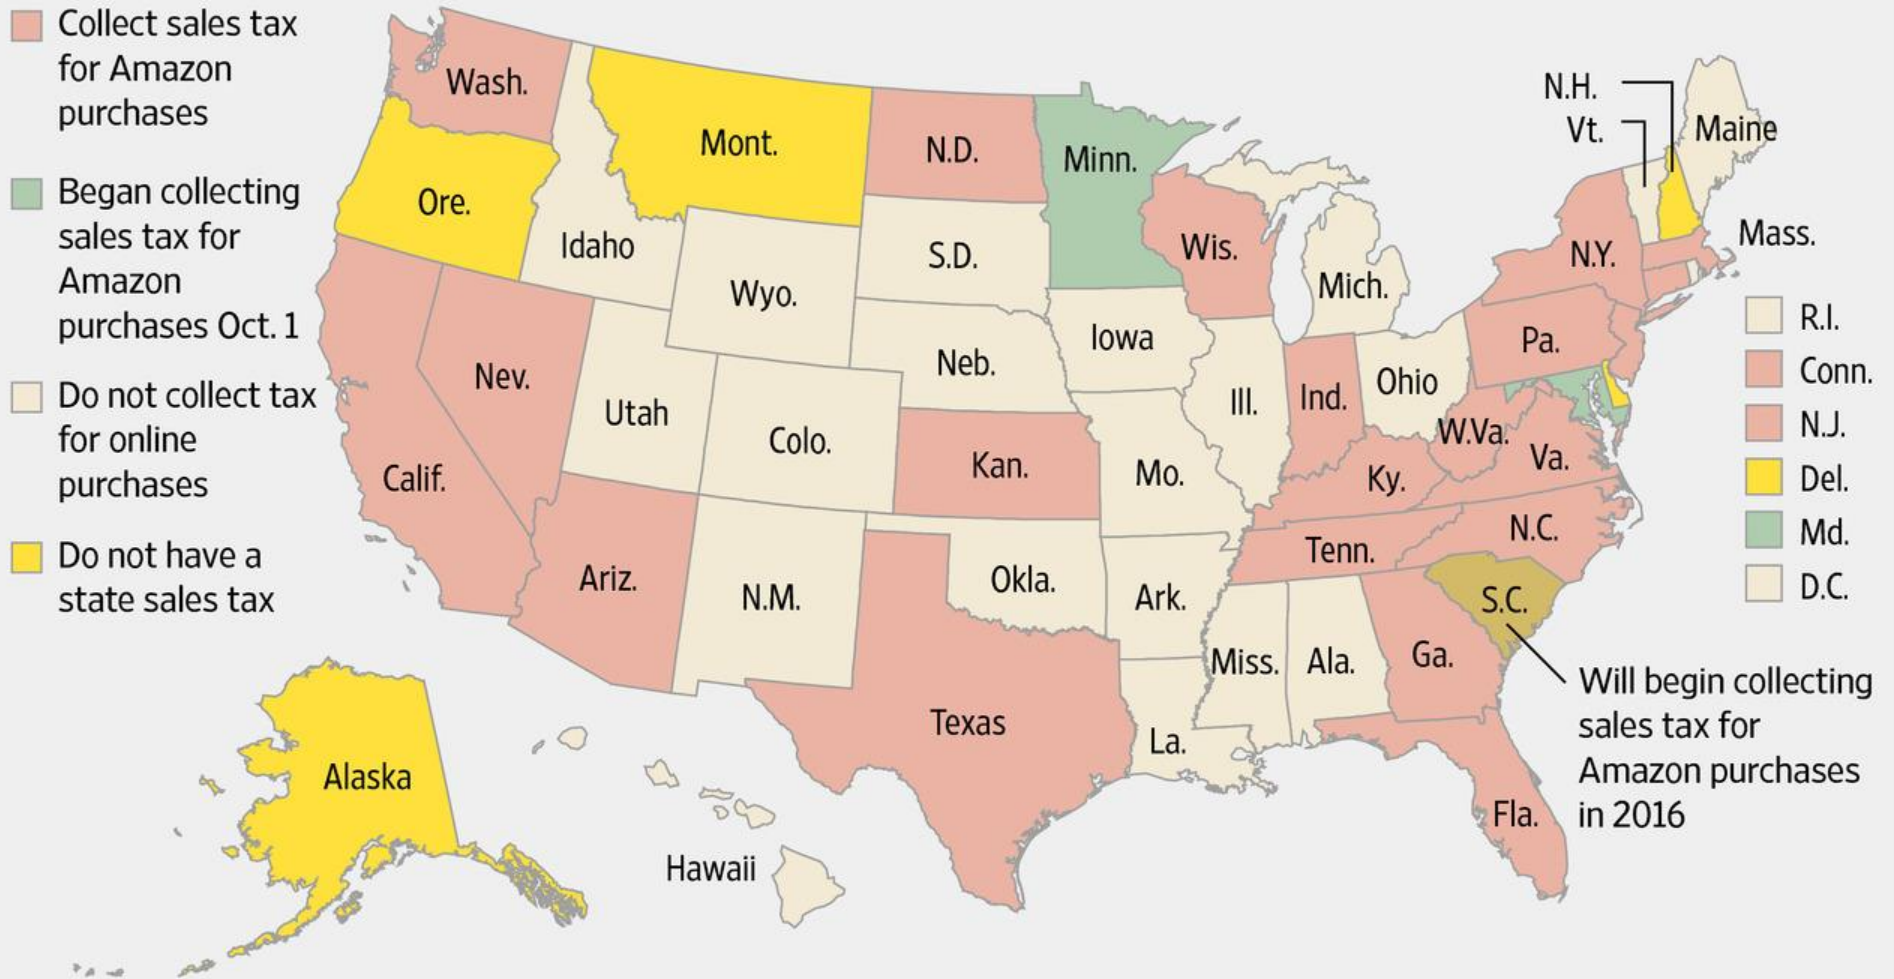 Collect sales tax
for Amazon
purchases
Began collecting
sales tax for
Amazon
purchases Oct. 1
Do not collect tax
for online
purchases
Do not have a
state sales tax
Wash.
Ore.
Mont.
Idaho
Wyo.
N.D.
S.D.
Minn.
Wis.
Mich.
N.H.
Vt.
Maine
Mass.
N.Y.
Calif.
Nev.
Utah
Colo.
Neb.
Iowa
Ill.
Ind.
Ohio
Pa.
Kan.
Mo.
Ky.
W.Va.
Va.
Ariz.
N.M.
Okla.
Ark.
Tenn.
N.C.
S.C.
Texas
La.
Miss.
Ala.
Ga.
Fla.
Alaska
Hawaii
R.I.
Conn.
N.J.
Del.
Md.
D.C.
Will begin collecting
sales tax for
Amazon purchases
in 2016